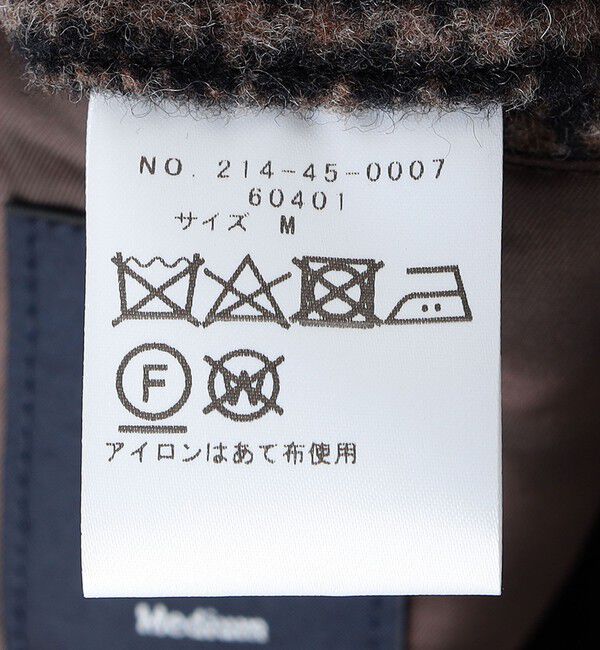 NO. 214-45-0007
60401
サイズ M
F W
アイロンはあて布使用
Medium